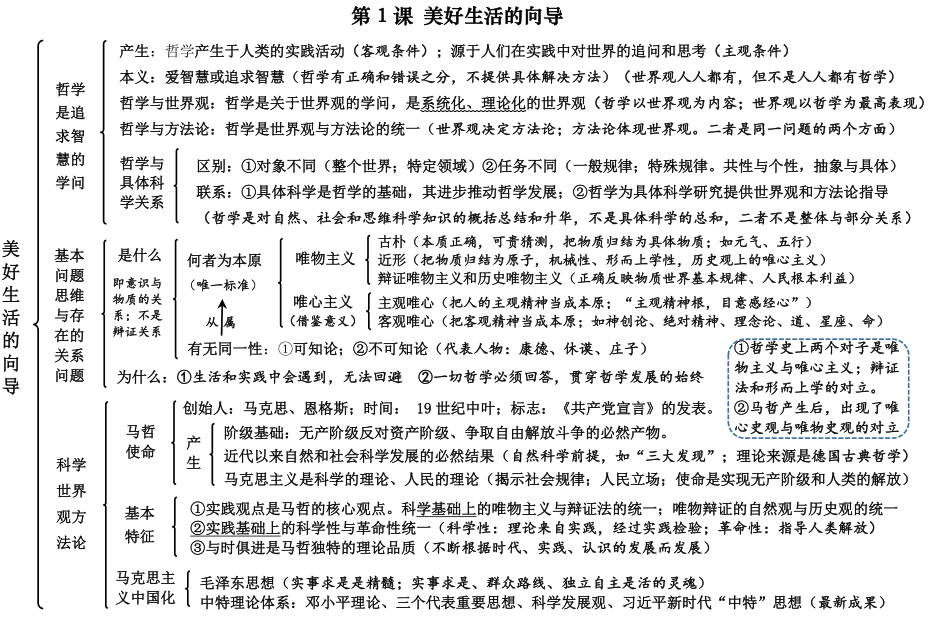 第 1 课 美好生活的向导
美好生活的向导
哲学是追求智慧的学问
产生：哲学产生于人类的实践活动（客观条件）；源于人们在实践中对世界的追问和思考（主观条件）
本义：爱智慧或追求智慧（哲学有正确和错误之分，不提供具体解决方法）（世界观人人都有，但不是人人都有哲学）
哲学与世界观：哲学是关于世界观的学问，是系统化、理论化的世界观（哲学以世界观为内容；世界观以哲学为最高表现）
哲学与方法论：哲学是世界观与方法论的统一（世界观决定方法论；方法论体现世界观。二者是同一问题的两个方面）
哲学与具体科学关系
区别：①对象不同（整个世界；特定领域）②任务不同（一般规律；特殊规律。共性与个性，抽象与具体）
联系：①具体科学是哲学的基础，其进步推动哲学发展；②哲学为具体科学研究提供世界观和方法论指导
（哲学是对自然、社会和思维科学知识的概括总结和升华，不是具体科学的总和，二者不是整体与部分关系）
基本问题思维与存在的关系问题
是什么
即意识与物质的关系；不是辩证关系
何者为本原
（唯一标准）
从 属
唯物主义
古朴（本质正确，可贵猜测，把物质归结为具体物质；如元气、五行）
近形（把物质归结为原子，机械性、形而上学性，历史观上的唯心主义）
辩证唯物主义和历史唯物主义（正确反映物质世界基本规律、人民根本利益）
唯心主义
（借鉴意义）
主观唯心（把人的主观精神当成本原；“主观精神根，目意感经心”）
客观唯心（把客观精神当成本原；如神创论、绝对精神、理念论、道、星座、命）
有无同一性：①可知论；②不可知论（代表人物：康德、休谟、庄子）
为什么：①生活和实践中会遇到，无法回避 ②一切哲学必须回答，贯穿哲学发展的始终
①哲学史上两个对子是唯
物主义与唯心主义；辩证
法和形而上学的对立。
②马哲产生后，出现了唯
心史观与唯物史观的对立
科学世界观方法论
马哲使命
创始人：马克思、恩格斯；时间： 19 世纪中叶；标志：《共产党宣言》的发表。
产生
阶级基础：无产阶级反对资产阶级、争取自由解放斗争的必然产物。
近代以来自然和社会科学发展的必然结果（自然科学前提，如“三大发现”；理论来源是德国古典哲学）
马克思主义是科学的理论、人民的理论（揭示社会规律；人民立场；使命是实现无产阶级和人类的解放）
基本特征
①实践观点是马哲的核心观点。科学基础上的唯物主义与辩证法的统一；唯物辩证的自然观与历史观的统一
②实践基础上的科学性与革命性统一（科学性：理论来自实践，经过实践检验；革命性：指导人类解放）
③与时俱进是马哲独特的理论品质（不断根据时代、实践、认识的发展而发展）
马克思主义中国化
毛泽东思想（实事求是是精髓；实事求是、群众路线、独立自主是活的灵魂）
中特理论体系：邓小平理论、三个代表重要思想、科学发展观、习近平新时代“中特”思想（最新成果）